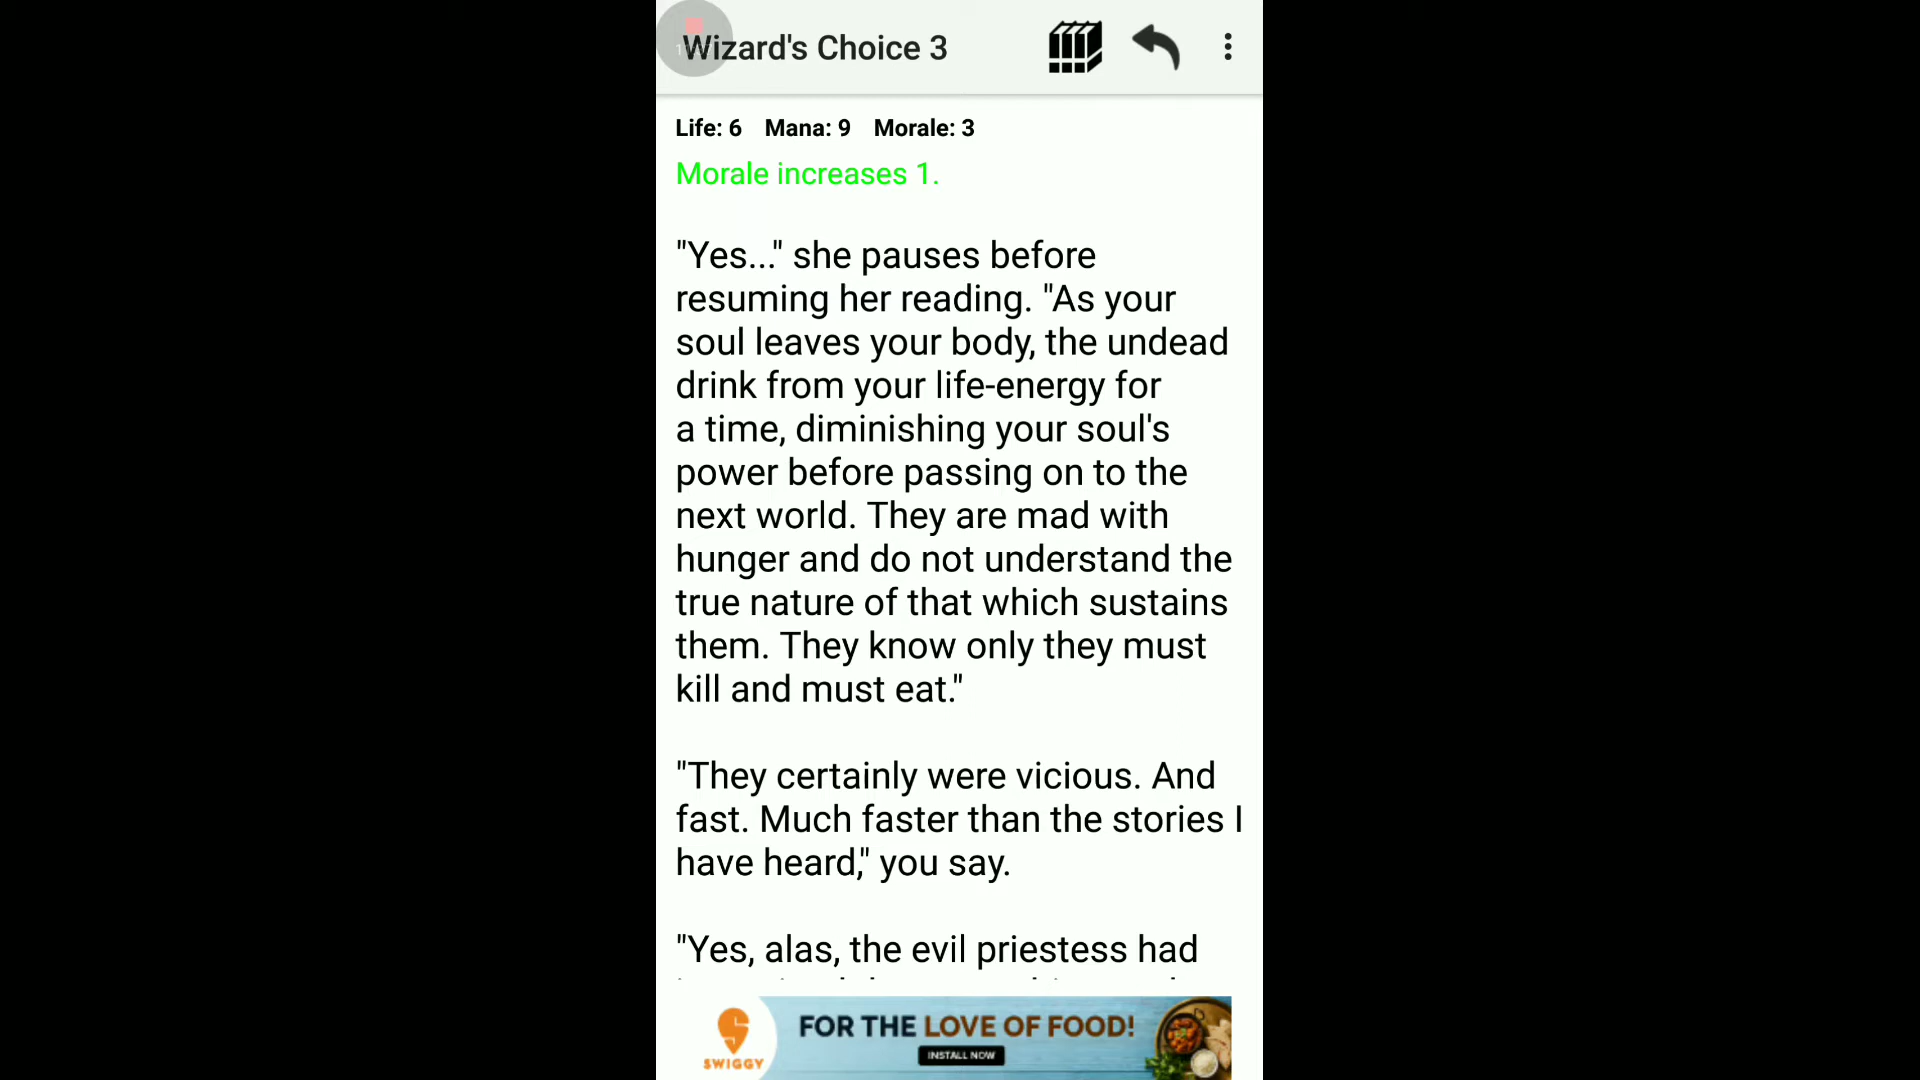 Wizard's Choice 3
Life: 6 Mana: 9 Morale: 3
Morale increases 1.
"Yes..." she pauses before
resuming her reading. "As your
soul leaves your body, the undead
drink from your life-energy for
a time, diminishing your soul's
power before passing on to the
next world. They are mad with
hunger and do not understand the
true nature of that which sustains
them. They know only they must
kill and must eat."
"They certainly were vicious. And
fast. Much faster than the stories I
have heard," you say.
"Yes, alas, the evil priestess had
FOR THE LOVE OF FOOD!
INSTALL NOW
SWIGGY